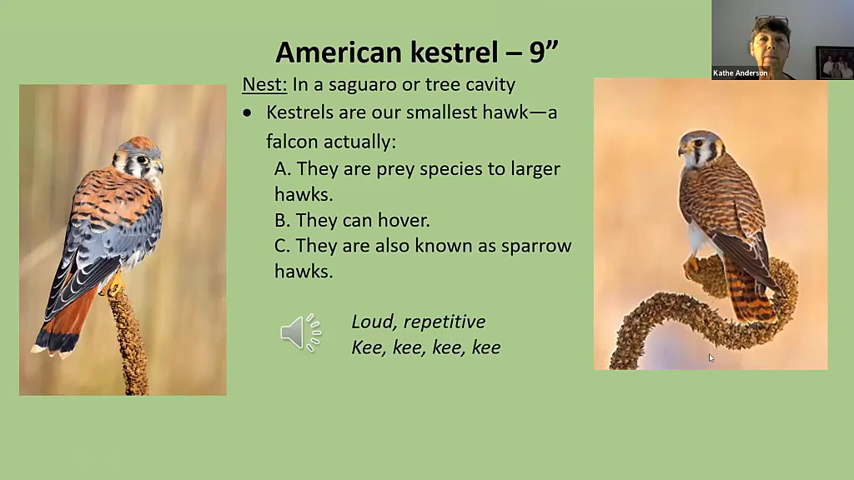 American kestrel – 9”
Kathe Anderson
Nest: In a saguaro or tree cavity
• Kestrels are our smallest hawk—a
falcon actually:
A. They are prey species to larger
hawks.
B. They can hover.
C. They are also known as sparrow
hawks.
Loud, repetitive
Kee, kee, kee, kee